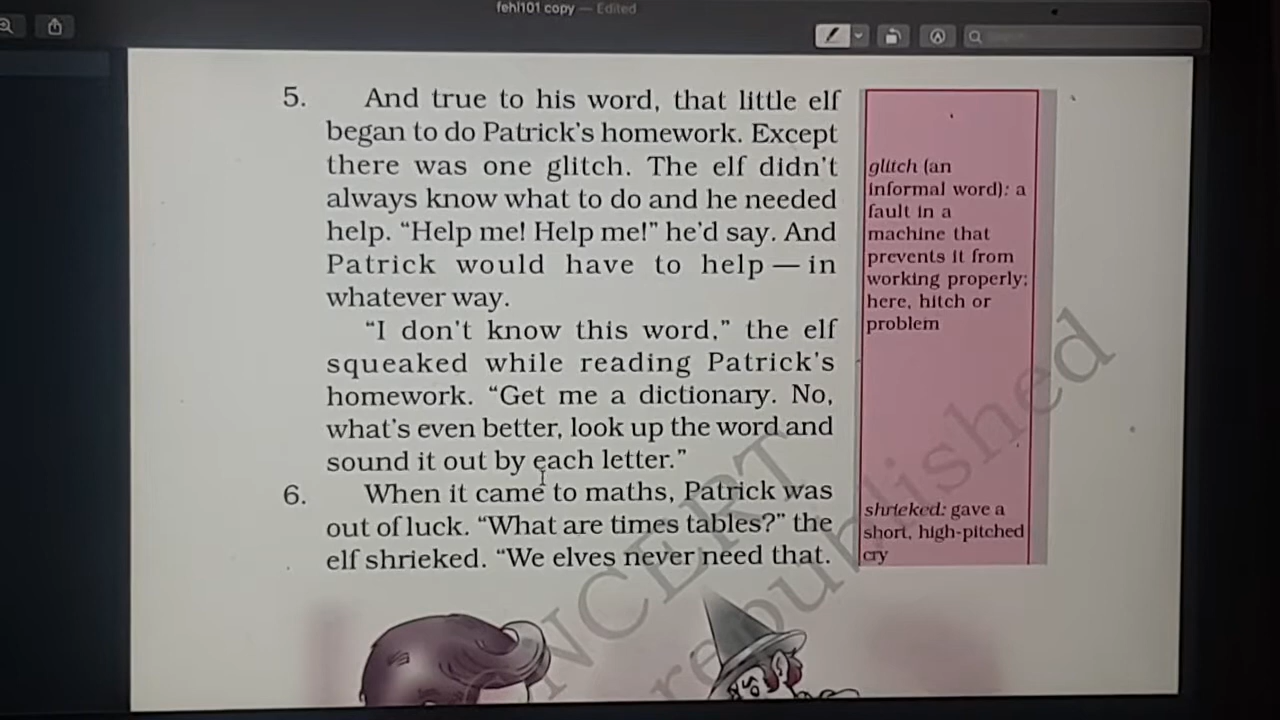 fehl101 copy — Edited
5. And true to his word, that little elf
began to do Patrick's homework. Except
there was one glitch. The elf didn't
always know what to do and he needed
help. “Help me! Help me!” he'd say. And
Patrick would have to help — in
whatever way.
“I don't know this word,” the elf
squeaked while reading Patrick's
homework. “Get me a dictionary. No,
what's even better, look up the word and
sound it out by each letter.”
6. When it came to maths, Patrick was
out of luck. “What are times tables?” the
elf shrieked. “We elves never need that.
glitch (an
informal word): a
fault in a
machine that
prevents it from
working properly;
here, hitch or
problem
shrieked: gave a
short, high-pitched
cry
NCERT
republished